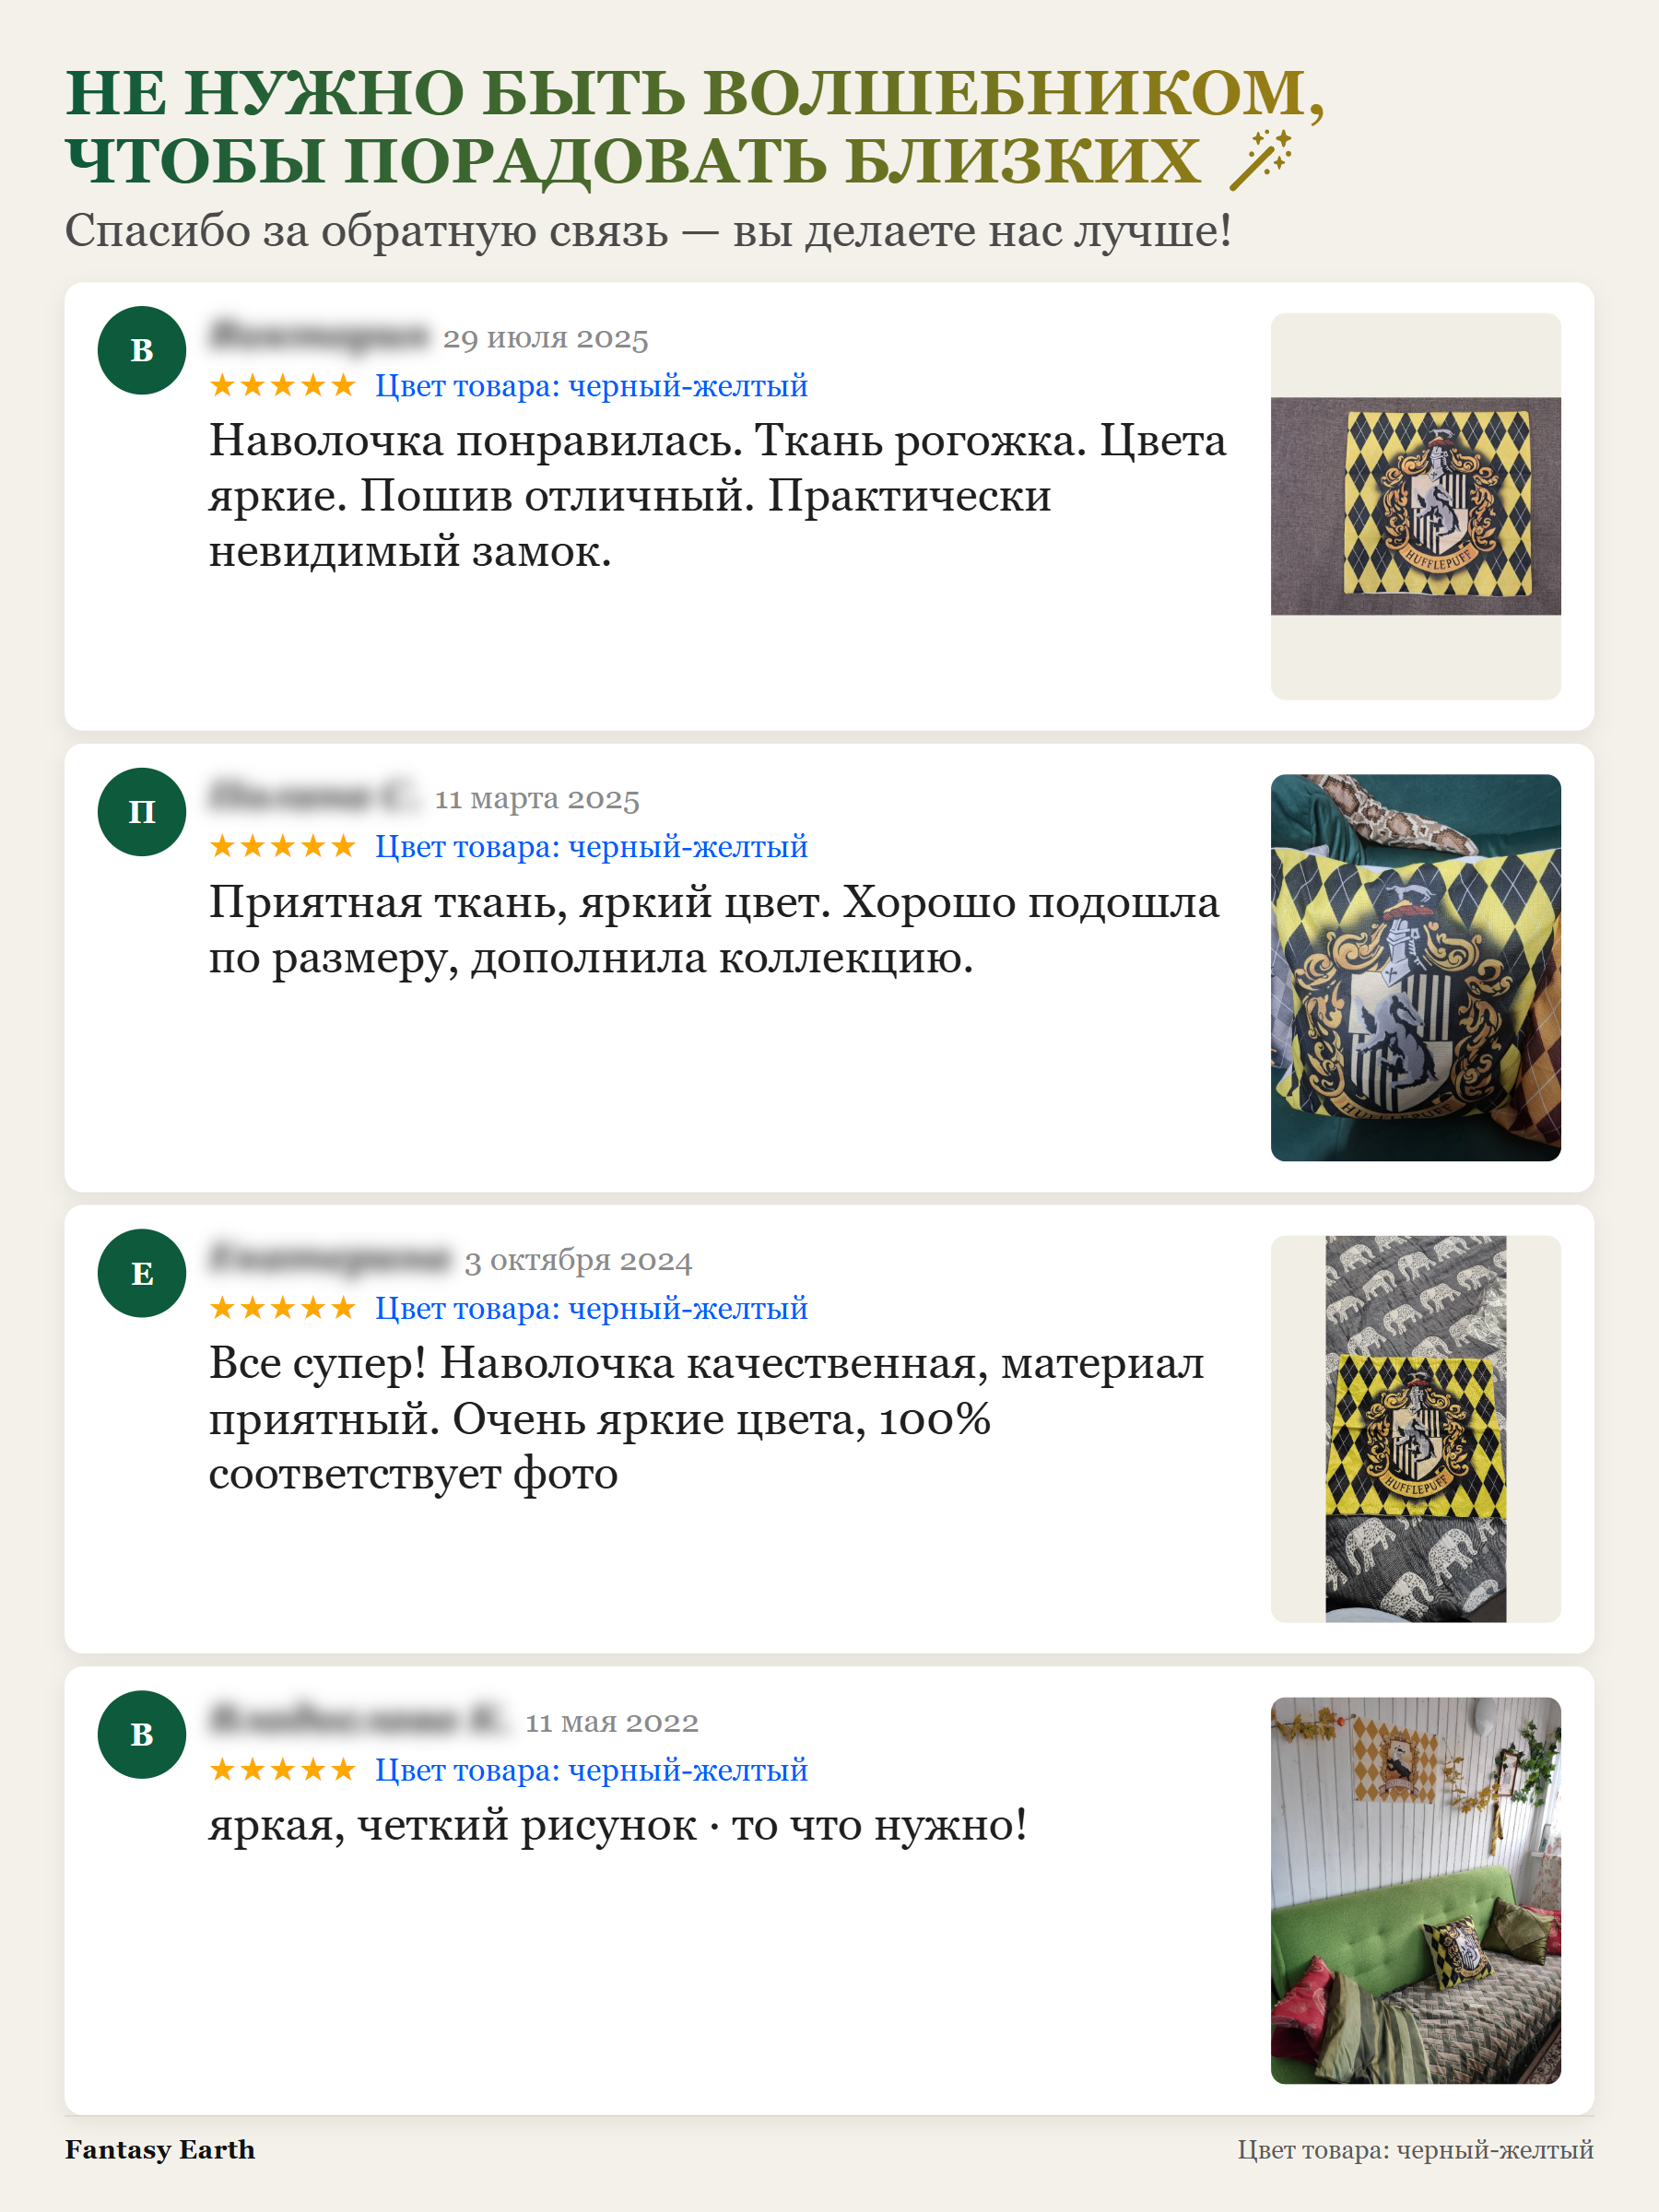 НЕ НУЖНО БЫТЬ ВОЛШЕБНИКОМ,
ЧТОБЫ ПОРАДОВАТЬ БЛИЗКИХ
Спасибо за обратную связь — вы делаете нас лучше!
В
29 июля 2025
★★★★★ Цвет товара: черный-желтый
Наволочка понравилась. Ткань рогожка. Цвета
яркие. Пошив отличный. Практически
невидимый замок.
HUFFLEPUFF
П
11 марта 2025
★★★★★ Цвет товара: черный-желтый
Приятная ткань, яркий цвет. Хорошо подошла
по размеру, дополнила коллекцию.
HUFFLEPUFF
Е
3 октября 2024
★★★★★ Цвет товара: черный-желтый
Все супер! Наволочка качественная, материал
приятный. Очень яркие цвета, 100%
соответствует фото
HUFFLEPUFF
В
11 мая 2022
★★★★★ Цвет товара: черный-желтый
яркая, четкий рисунок · то что нужно!
Fantasy Earth
Цвет товара: черный-желтый